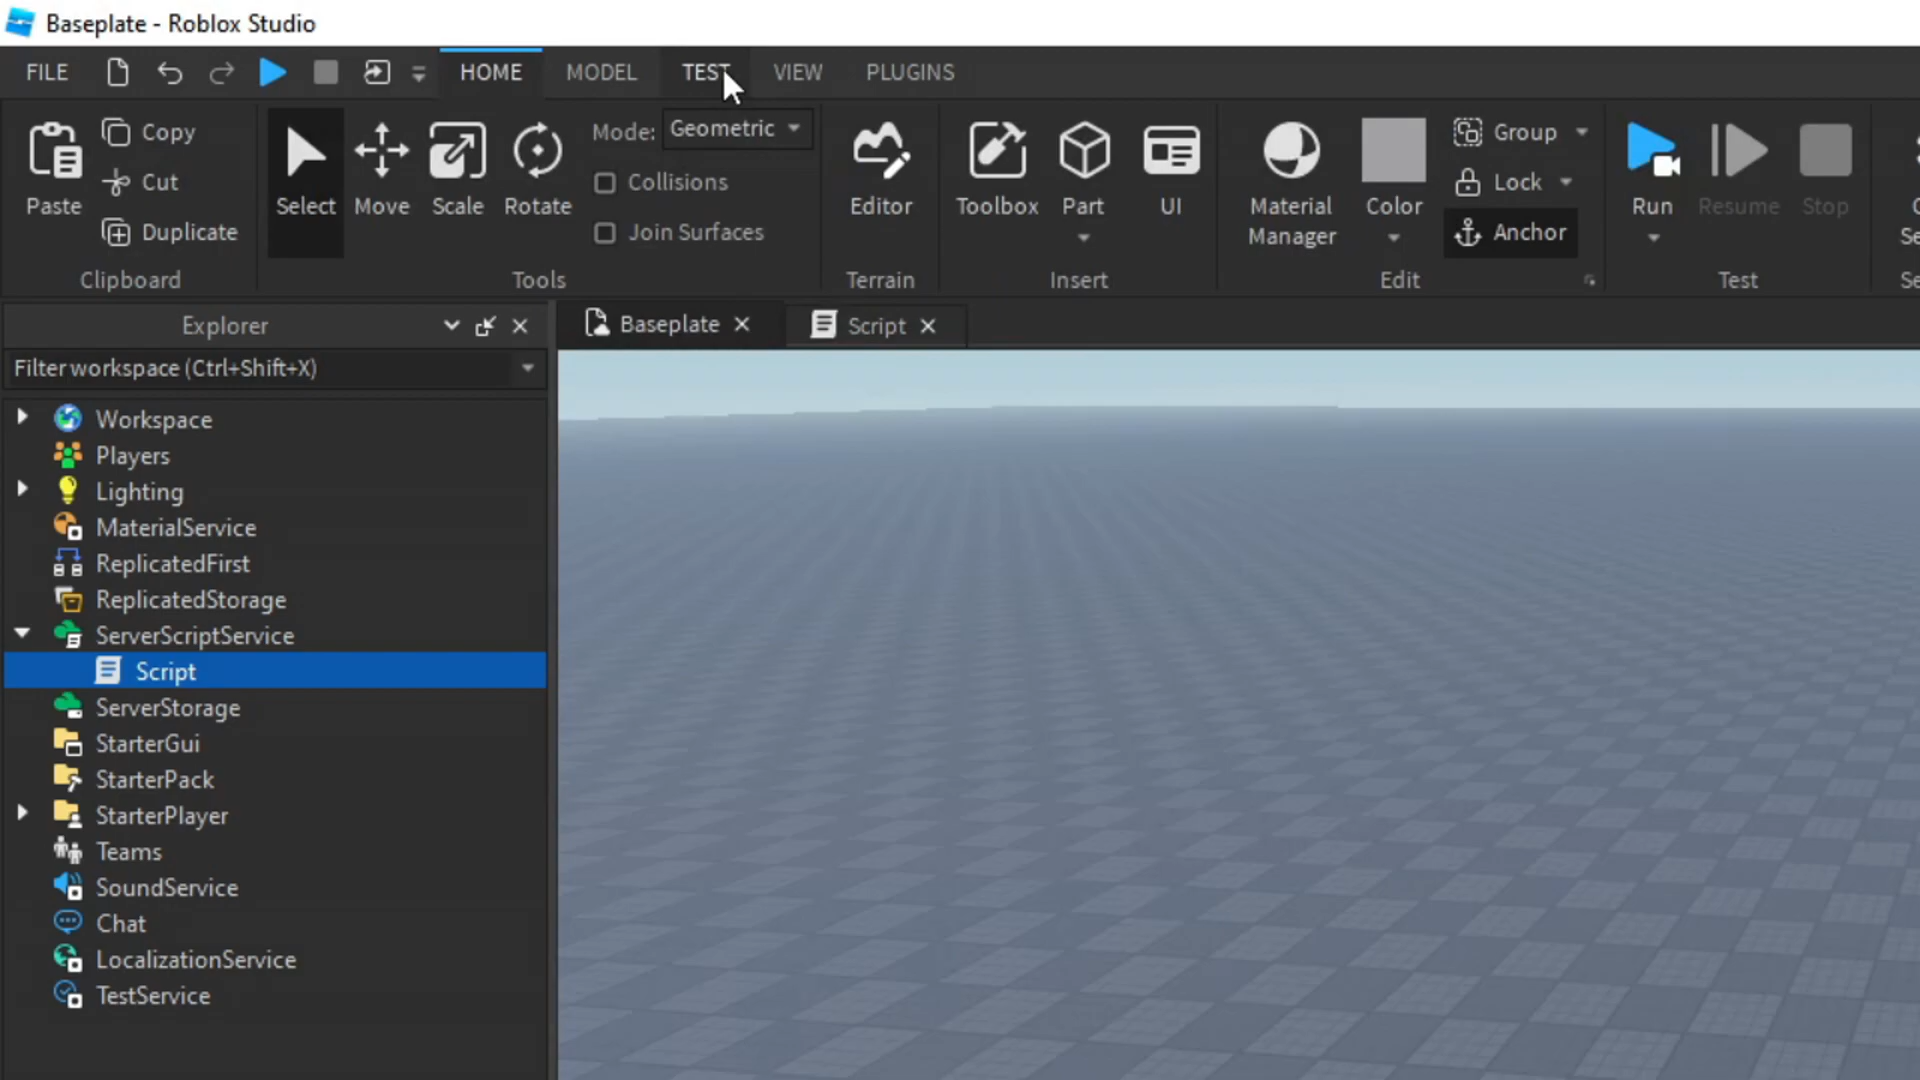 Baseplate - Roblox Studio
FILE HOME MODEL TEST VIEW PLUGINS
Paste Copy Cut Duplicate
Select Move Scale Rotate
Mode: Geometric
Collisions
Join Surfaces
Editor
Toolbox Part UI
Material Manager
Color
Group
Lock
Anchor
Run Resume Stop
Clipboard Tools Terrain Insert Edit Test
Explorer
Baseplate Script
Filter workspace (Ctrl+Shift+X)
Workspace
Players
Lighting
MaterialService
ReplicatedFirst
ReplicatedStorage
ServerScriptService
Script
ServerStorage
StarterGui
StarterPack
StarterPlayer
Teams
SoundService
Chat
LocalizationService
TestService